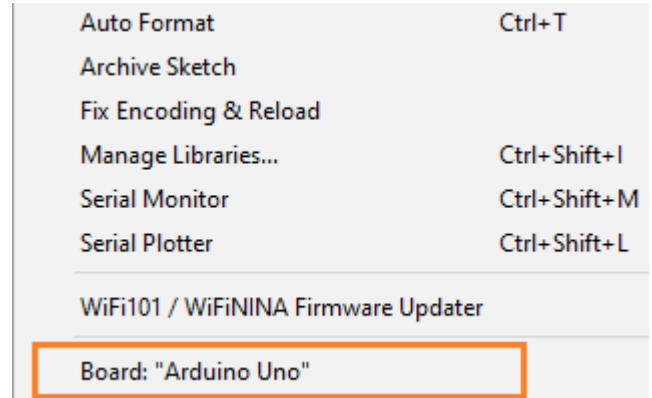 Auto Format Ctrl+T
Archive Sketch
Fix Encoding & Reload
Manage Libraries... Ctrl+Shift+I
Serial Monitor Ctrl+Shift+M
Serial Plotter Ctrl+Shift+L
WiFi101 / WiFiNINA Firmware Updater
Board: "Arduino Uno"